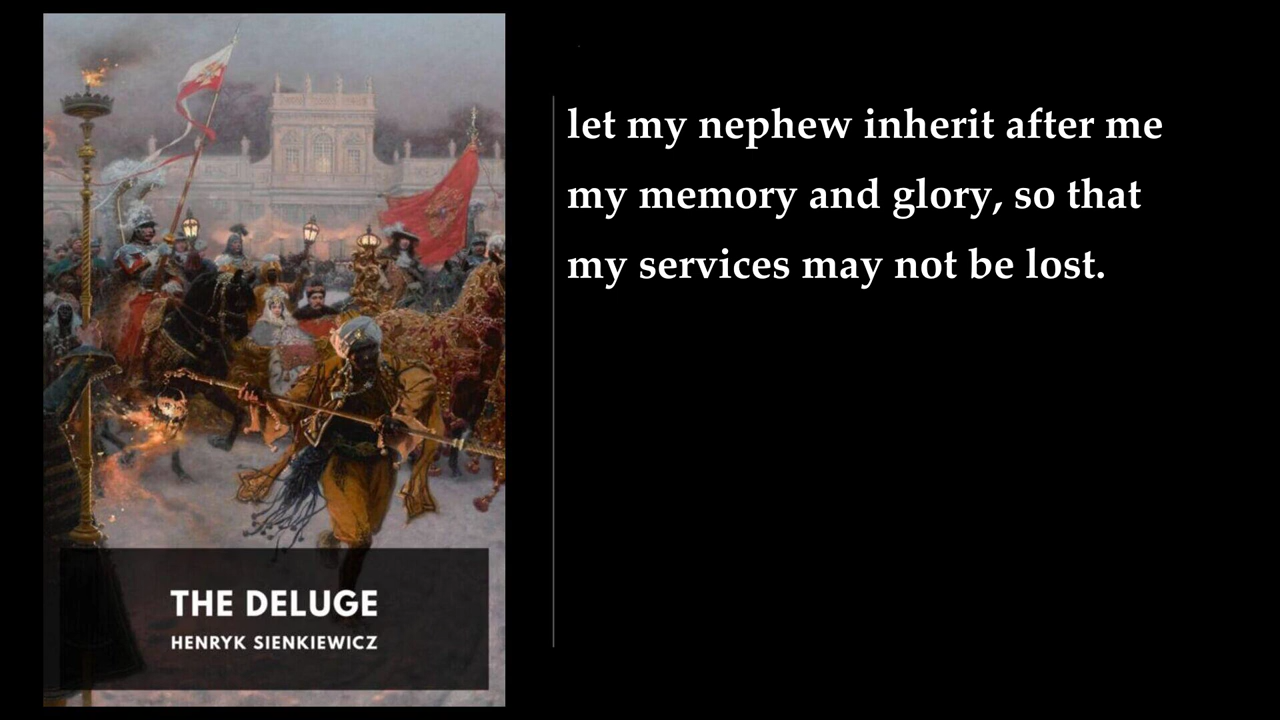 let my nephew inherit after me
my memory and glory, so that
my services may not be lost.
THE DELUGE
HENRYK SIENKIEWICZ